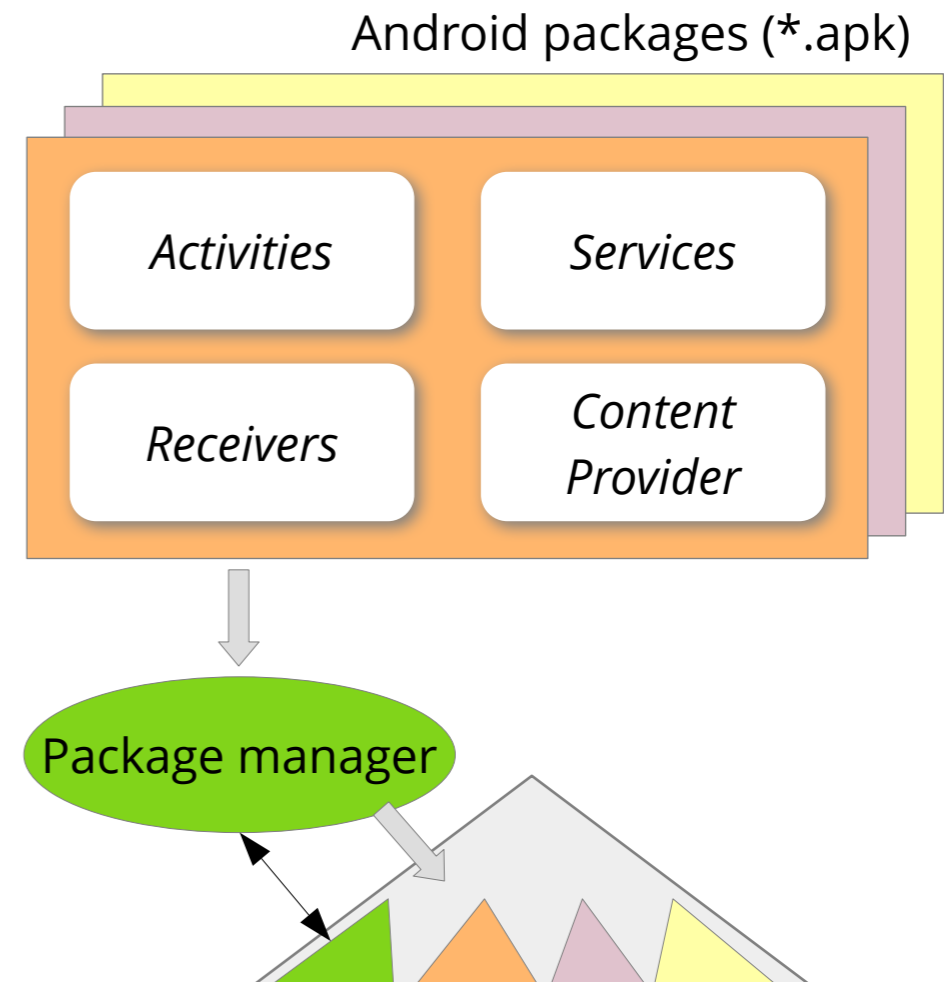 Android packages (*.apk)
Activities
Services
Receivers
Content
Provider
Package manager